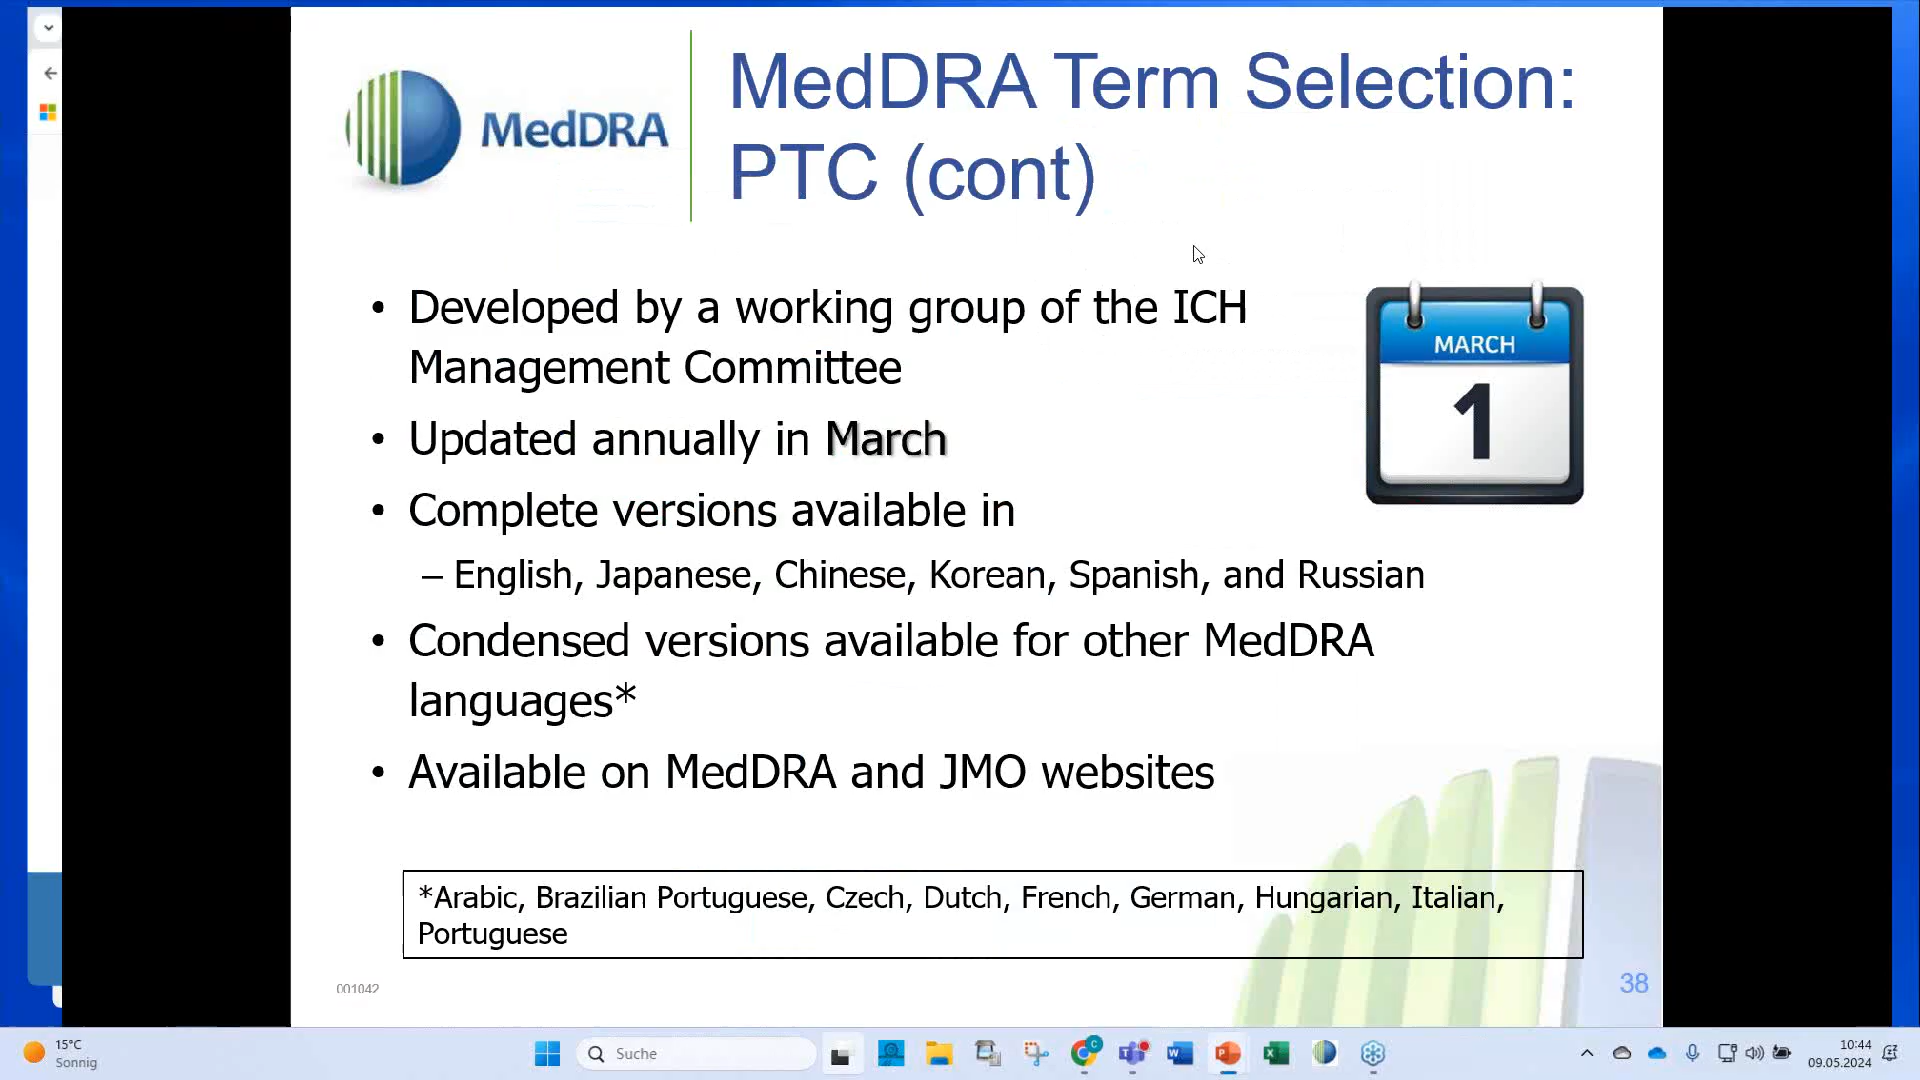 MedDRA
MedDRA Term Selection:
PTC (cont)
• Developed by a working group of the ICH
Management Committee
MARCH
1
• Updated annually in March
• Complete versions available in
– English, Japanese, Chinese, Korean, Spanish, and Russian
• Condensed versions available for other MedDRA
languages*
• Available on MedDRA and JMO websites
*Arabic, Brazilian Portuguese, Czech, Dutch, French, German, Hungarian, Italian,
Portuguese
001042
38
15°C
Sonnig
Suche
10:44
09.05.2024